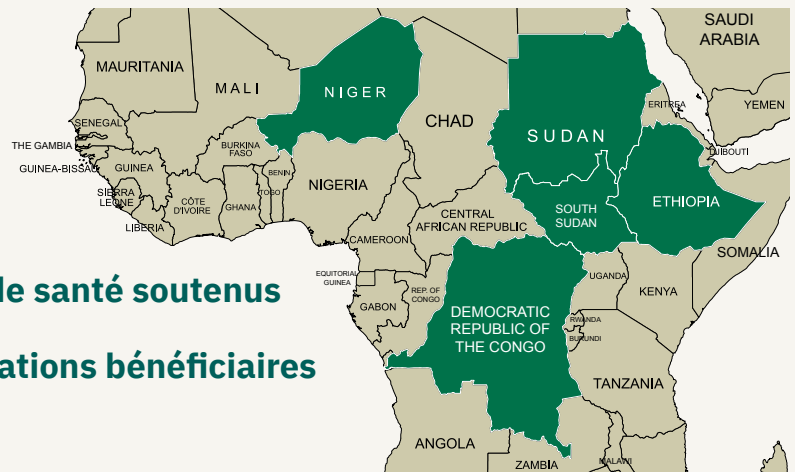 SAUDI
ARABIA
MAURITANIA
MALI
NIGER
CHAD
SUDAN
ERITREA
YEMEN
SENEGAL
THE GAMBIA
GUINEA-BISSAU
GUINEA
BURKINA
FASO
BENIN
DJIBOUTI
SIERRA
LEONE
CÔTE
D'IVOIRE
GHANA
TOGO
NIGERIA
LIBERIA
CENTRAL
AFRICAN REPUBLIC
SOUTH
SUDAN
ETHIOPIA
CAMEROON
SOMALIA
EQUITORIAL
GUINEA
GABON
REP. OF
CONGO
UGANDA
KENYA
le santé soutenus
DEMOCRATIC
REPUBLIC OF
THE CONGO
RWANDA
BURUNDI
ations bénéficiaires
TANZANIA
ANGOLA
ZAMBIA
MALAWI